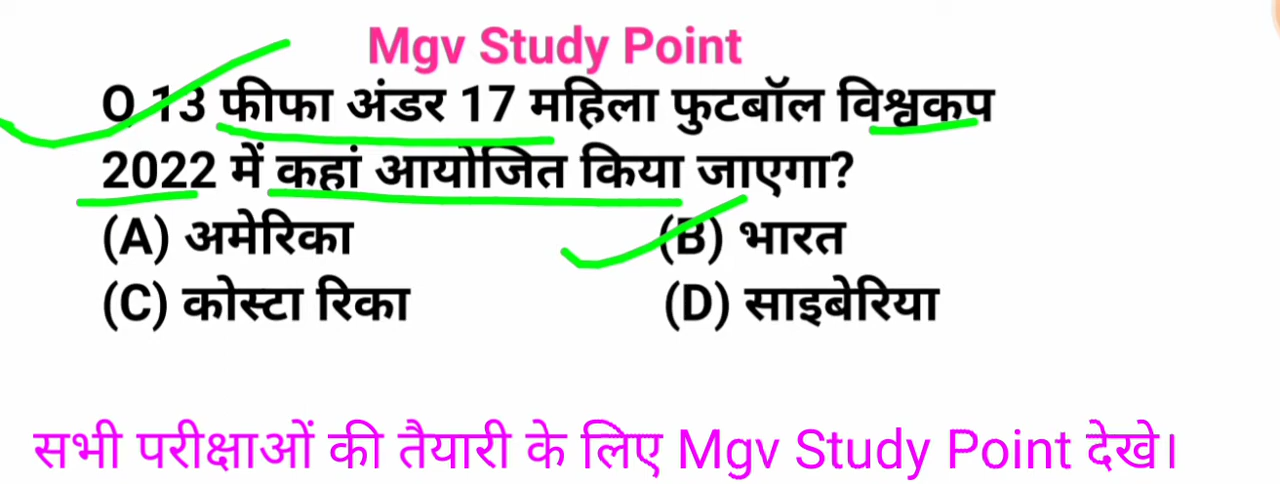 Mgv Study Point
Q 13 फीफा अंडर 17 महिला फुटबॉल विश्वकप
2022 में कहां आयोजित किया जाएगा?
(A) अमेरिका (B) भारत
(C) कोस्टा रिका (D) साइबेरिया
सभी परीक्षाओं की तैयारी के लिए Mgv Study Point देखे।